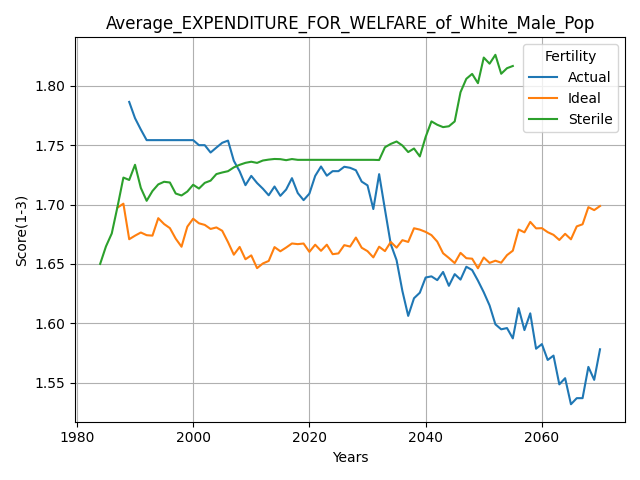 Average_EXPENDITURE_FOR_WELFARE_of_White_Male_Pop
Fertility
Actual
Ideal
Sterile
Score(1-3)
1.80
1.75
1.70
1.65
1.60
1.55
1980
2000
2020
2040
2060
Years